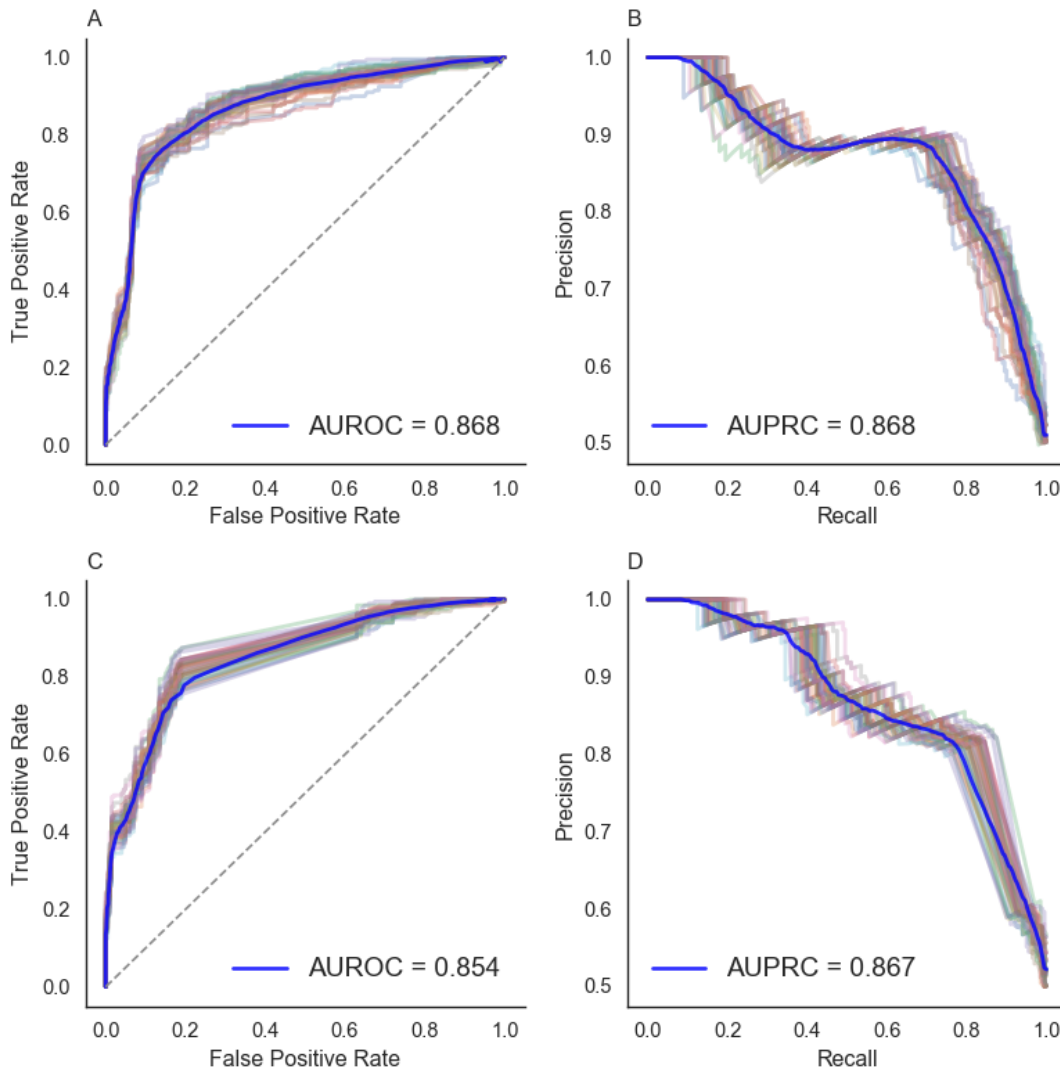 A
True Positive Rate
1.0
0.8
0.6
0.4
0.2
0.0
AUROC = 0.868
0.0 0.2 0.4 0.6 0.8 1.0
False Positive Rate
B
Precision
1.0
0.9
0.8
0.7
0.6
0.5
AUPRC = 0.868
0.0 0.2 0.4 0.6 0.8 1.0
Recall
C
True Positive Rate
1.0
0.8
0.6
0.4
0.2
0.0
AUROC = 0.854
0.0 0.2 0.4 0.6 0.8 1.0
False Positive Rate
D
Precision
1.0
0.9
0.8
0.7
0.6
0.5
AUPRC = 0.867
0.0 0.2 0.4 0.6 0.8 1.0
Recall